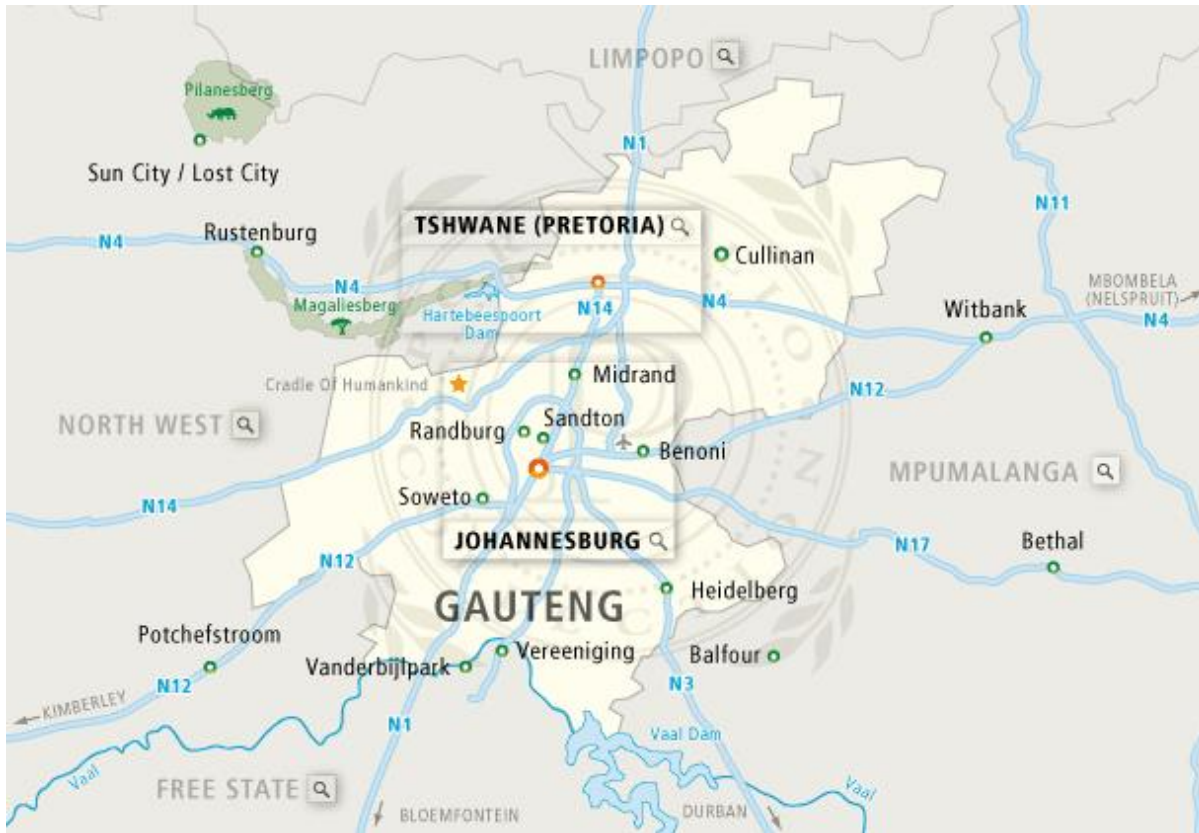 LIMPOPO
Pilanesberg
Sun City / Lost City
N1
N11
N4
Rustenburg
TSHWANE (PRETORIA)
Cullinan
N4
Magaliesberg
Hartebeespoort
Dam
N14
N4
MBOMBELA
(NELSPRUIT)
N4
Witbank
Cradle Of Humankind
Midrand
N12
NORTH WEST
Randburg
Sandton
Benoni
MPUMALANGA
Soweto
N14
JOHANNESBURG
N12
N17
Bethal
GAUTENG
Heidelberg
Potchefstroom
Vanderbijlpark
Vereeniging
Balfour
N12
N3
KIMBERLEY
N1
Vaal Dam
Vaal
FREE STATE
Vaal
BLOEMFONTEIN
DURBAN